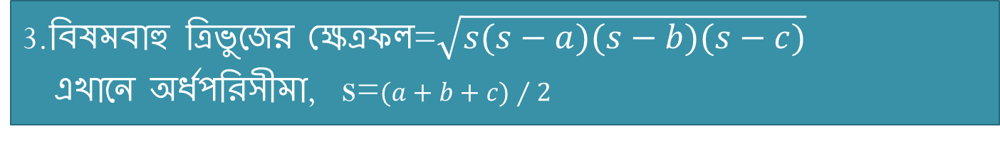 3.বিষমবাহু ত্রিভুজের ক্ষেত্রফল=√s(s − a)(s − b)(s − c)
এখানে অর্ধপরিসীমা, s=(a + b + c) / 2